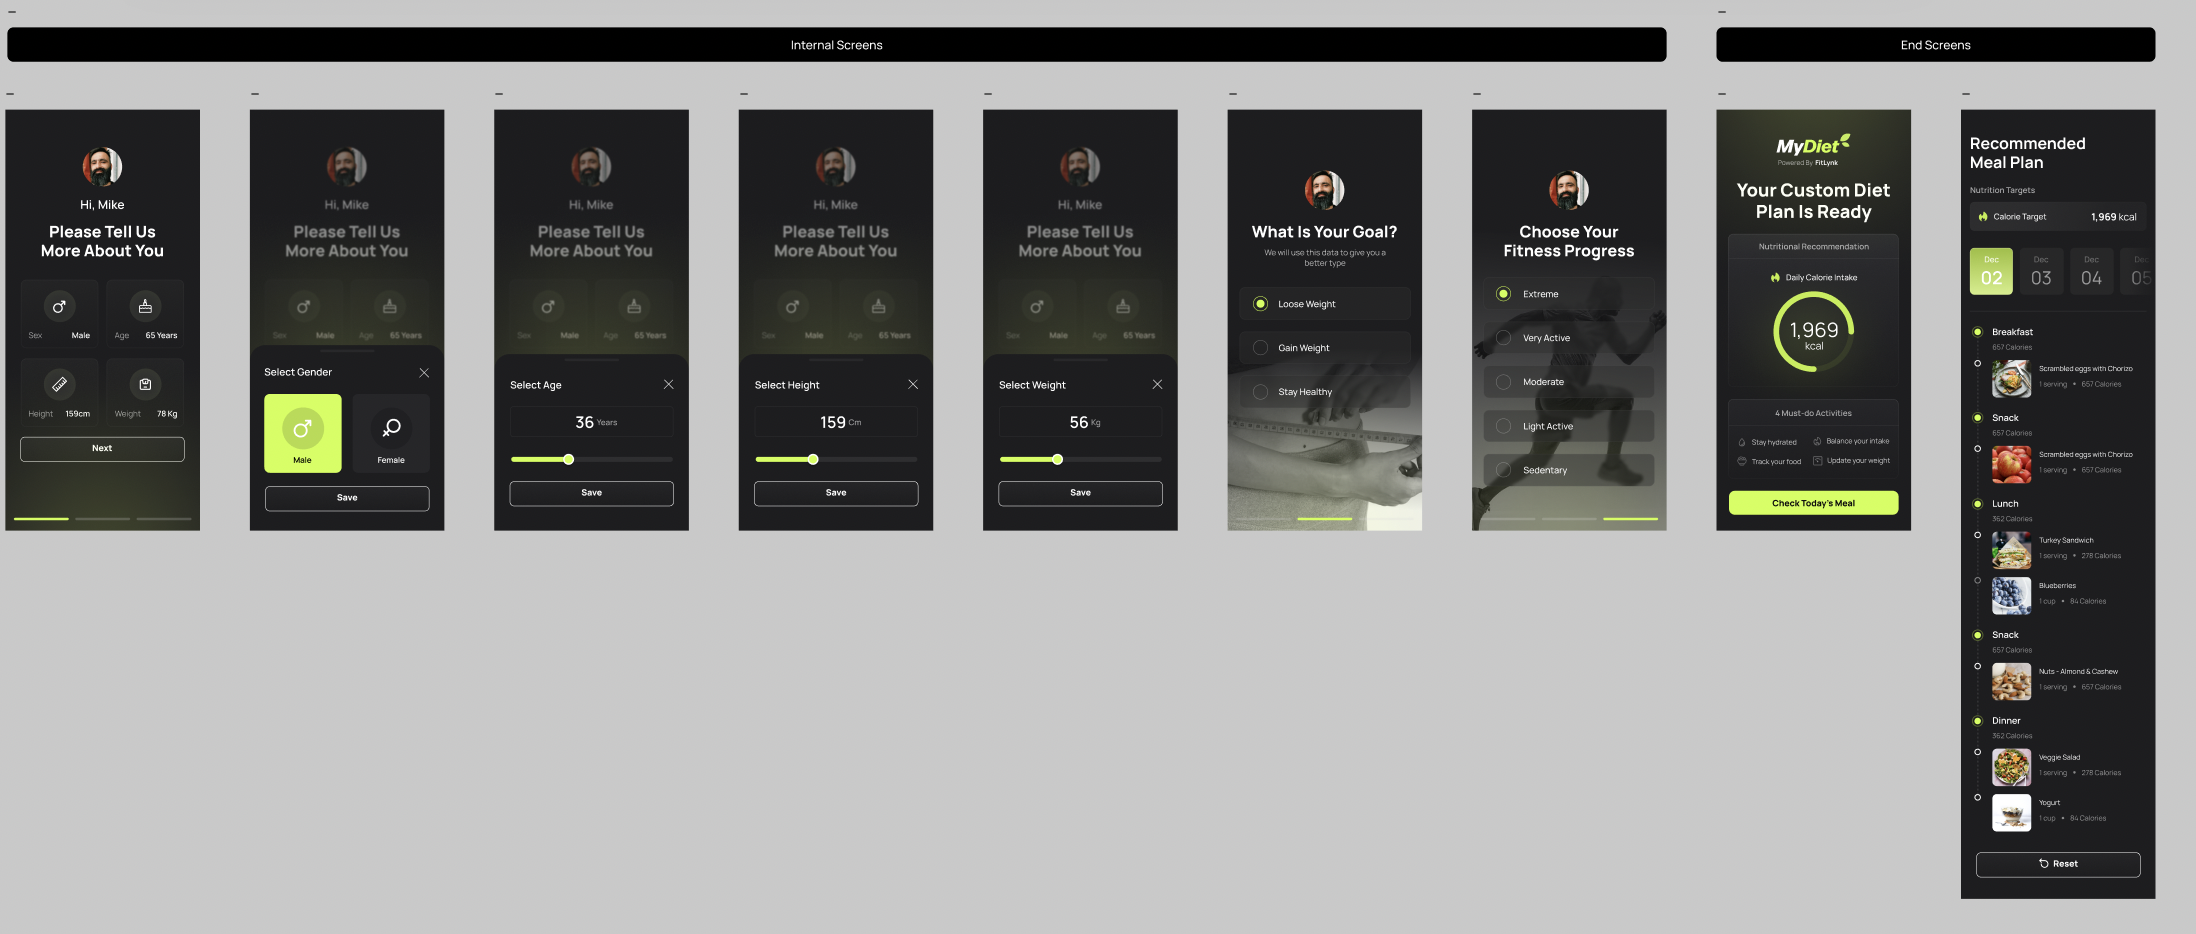 Internal Screens
End Screens
Hi, Mike
Please Tell Us
More About You
Sex Male
Age 65 Years
Height 159cm
Weight 78 Kg
Next
Hi, Mike
Please Tell Us
More About You
Sex Male Age 65 Years
Select Gender
Male
Female
Save
Hi, Mike
Please Tell Us
More About You
Sex Male Age 65 Years
Select Age
36 Years
Save
Hi, Mike
Please Tell Us
More About You
Sex Male Age 65 Years
Select Height
159 Cm
Save
Hi, Mike
Please Tell Us
More About You
Sex Male Age 65 Years
Select Weight
56 Kg
Save
What Is Your Goal?
We will use this data to give you a
better type
Loose Weight
Gain Weight
Stay Healthy
Choose Your
Fitness Progress
Extreme
Very Active
Moderate
Light Active
Sedentary
MyDiet
Powered By FitLynk
Your Custom Diet
Plan Is Ready
Nutritional Recommendation
Daily Calorie Intake
1,969
kcal
4 Must-do Activities
Stay hydrated
Balance your intake
Track your food
Update your weight
Check Today's Meal
Recommended
Meal Plan
Nutrition Targets
Calorie Target 1,969 kcal
Dec Dec Dec Dec
02 03 04 05
Breakfast
657 Calories
Scrambled eggs with Chorizo
1 serving • 657 Calories
Snack
657 Calories
Scrambled eggs with Chorizo
1 serving • 657 Calories
Lunch
362 Calories
Turkey Sandwich
1 serving • 278 Calories
Blueberries
1 cup • 84 Calories
Snack
657 Calories
Nuts - Almond & Cashew
1 serving • 657 Calories
Dinner
362 Calories
Veggie Salad
1 serving • 278 Calories
Yogurt
1 cup • 84 Calories
Reset